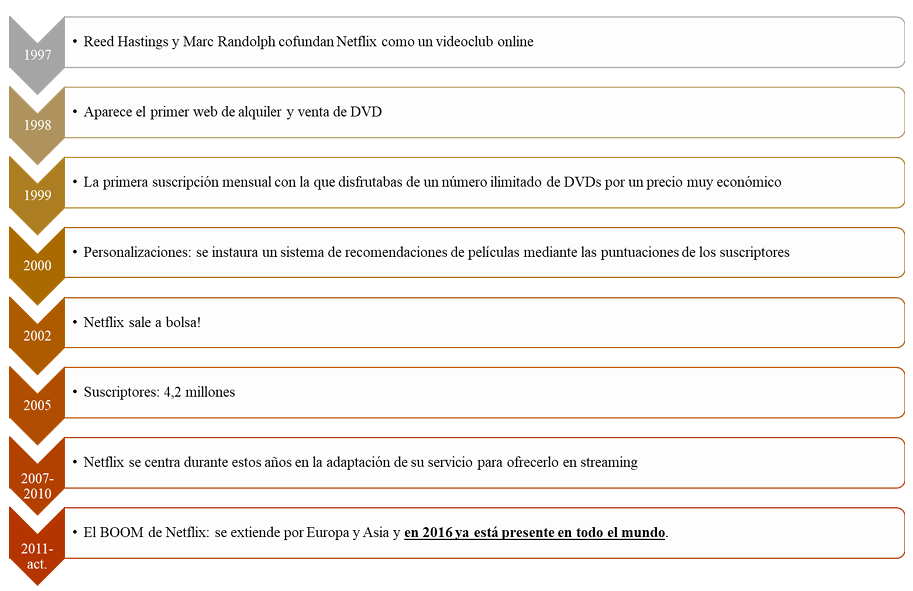 1997
• Reed Hastings y Marc Randolph cofundan Netflix como un videoclub online
1998
• Aparece el primer web de alquiler y venta de DVD
1999
• La primera suscripción mensual con la que disfrutabas de un número ilimitado de DVDs por un precio muy económico
2000
• Personalizaciones: se instaura un sistema de recomendaciones de películas mediante las puntuaciones de los suscriptores
2002
• Netflix sale a bolsa!
2005
• Suscriptores: 4,2 millones
2007-
2010
• Netflix se centra durante estos años en la adaptación de su servicio para ofrecerlo en streaming
2011-
act.
• El BOOM de Netflix: se extiende por Europa y Asia y en 2016 ya está presente en todo el mundo.